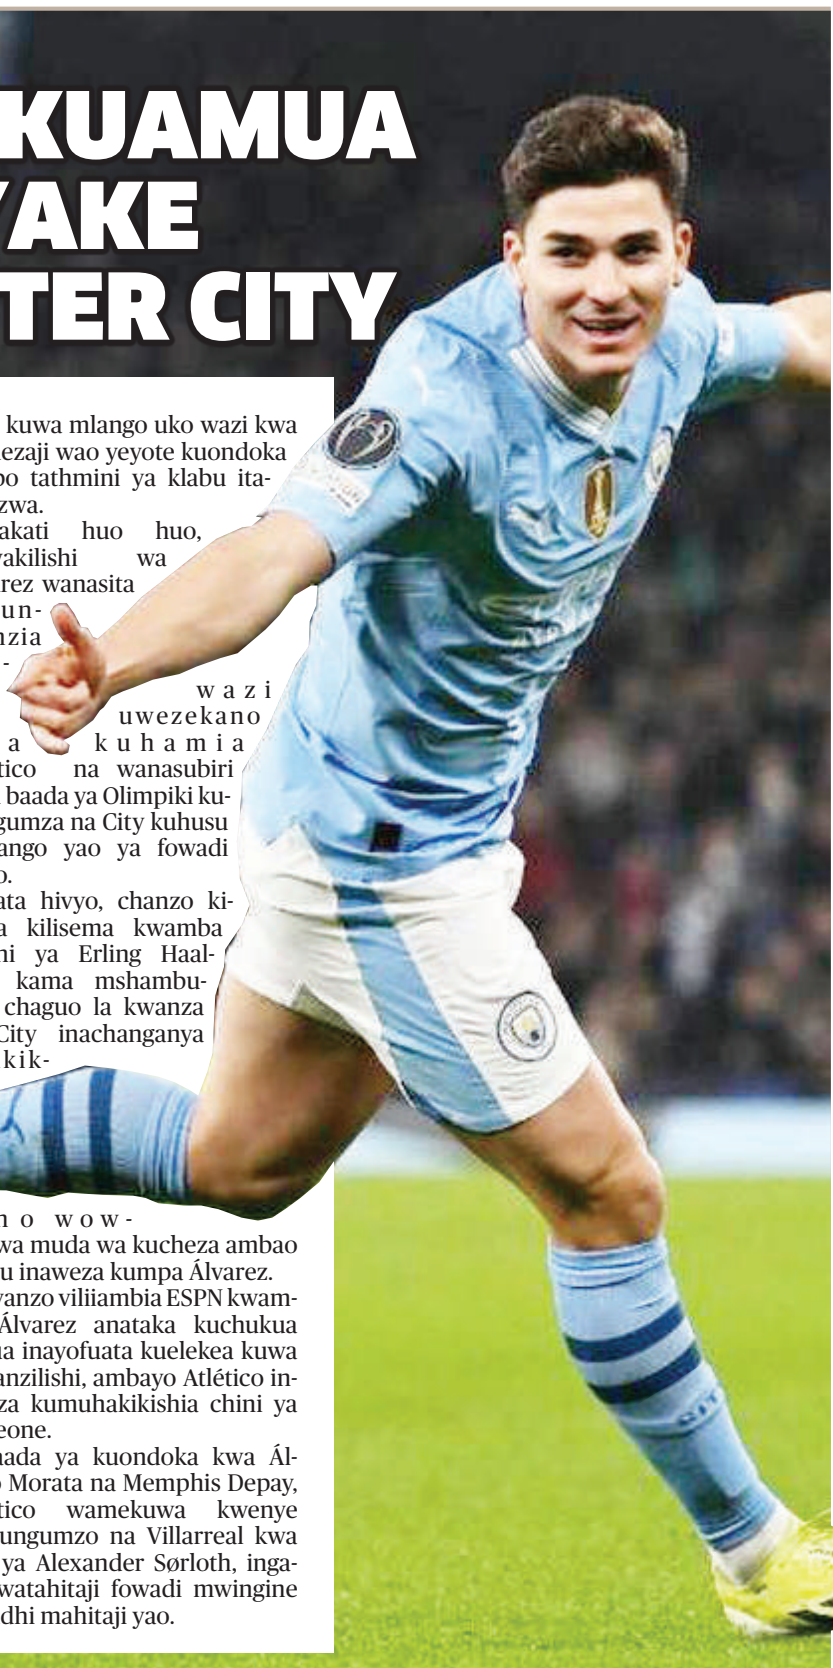 KUAMUA
YAKE
TER CITY
kuwa mlango uko wazi kwa
ezaji wao yeyote kuondoka
po tathmini ya klabu ita-
zwa.
akati huo huo,
akilishi wa
rez wanasita
un-
nzia
-
wazi
uwezekano
a kuhamia
tico na wanasubiri
baada ya Olimpiki ku-
gumza na City kuhusu
ango yao ya fowadi
o.
ata hivyo, chanzo ki-
a kilisema kwamba
ni ya Erling Haal-
kama mshambu-
chaguo la kwanza
City inachanganya
kik-
o wow-
wa muda wa kucheza ambao
u inaweza kumpa Álvarez.
anzo viliiambia ESPN kwam-
Álvarez anataka kuchukua
a inayofuata kuelekea kuwa
anzilishi, ambayo Atlético in-
za kumuhakikishia chini ya
eone.
ada ya kuondoka kwa Ál-
o Morata na Memphis Depay,
tico wamekuwa kwenye
ungumzo na Villarreal kwa
ya Alexander Sørloth, inga-
watahitaji fowadi mwingine
dhi mahitaji yao.